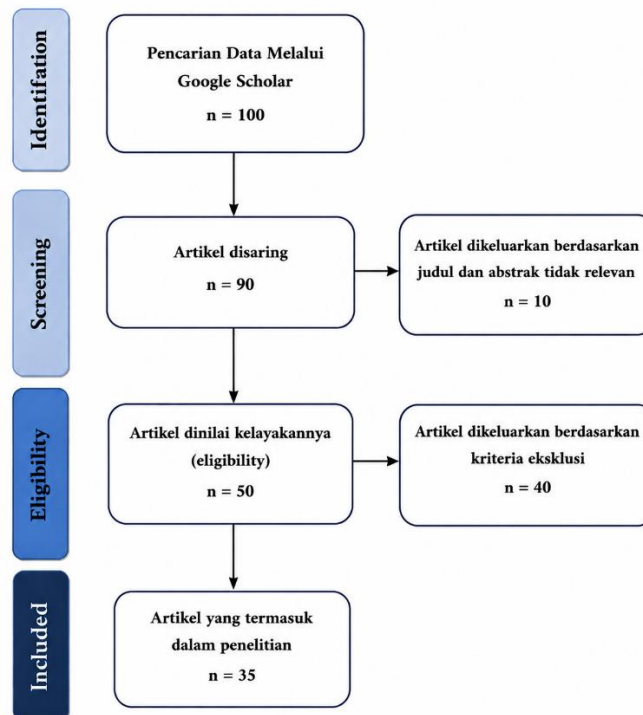 Identifation
Pencarian Data Melalui
Google Scholar
n = 100
Screening
Artikel disaring
n = 90
Artikel dikeluarkan berdasarkan
judul dan abstrak tidak relevan
n = 10
Eligibility
Artikel dinilai kelayakannya
(eligibility)
n = 50
Artikel dikeluarkan berdasarkan
kriteria eksklusi
n = 40
Included
Artikel yang termasuk
dalam penelitian
n = 35